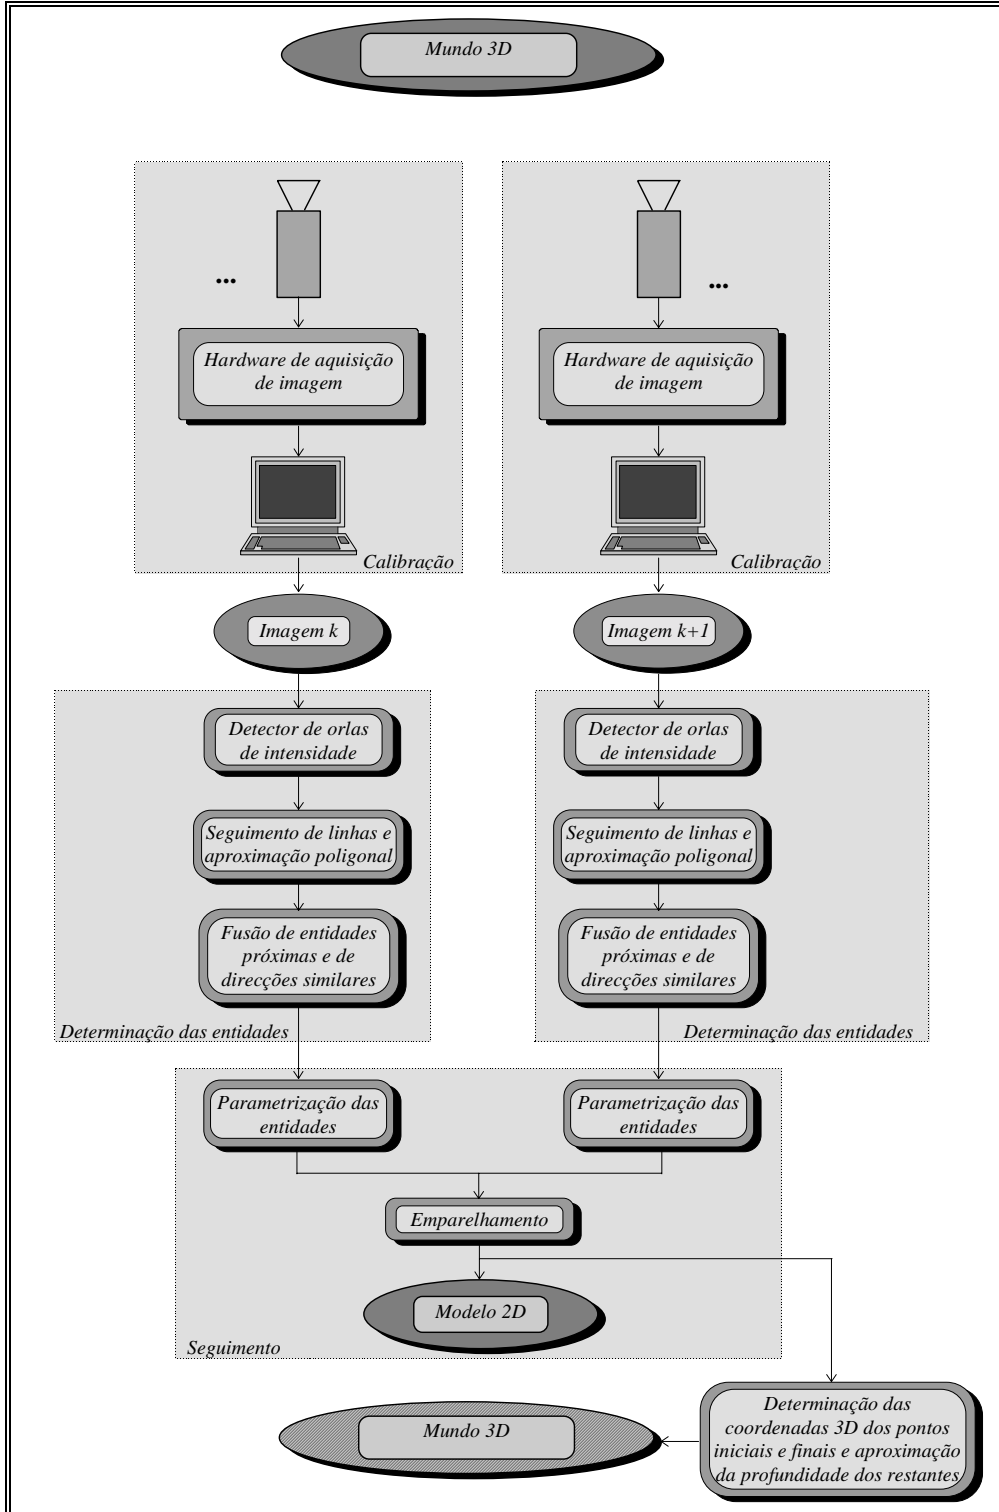 Mundo 3D
...
...
Hardware de aquisição
de imagem
Hardware de aquisição
de imagem
Calibração
Calibração
Imagem k
Imagem k+1
Detector de orlas
de intensidade
Detector de orlas
de intensidade
Seguimento de linhas e
aproximação poligonal
Seguimento de linhas e
aproximação poligonal
Fusão de entidades
próximas e de
direcções similares
Fusão de entidades
próximas e de
direcções similares
Determinação das entidades
Determinação das entidades
Parametrização das
entidades
Parametrização das
entidades
Emparelhamento
Modelo 2D
Seguimento
Determinação das
coordenadas 3D dos pontos
iniciais e finais e aproximação
da profundidade dos restantes
Mundo 3D